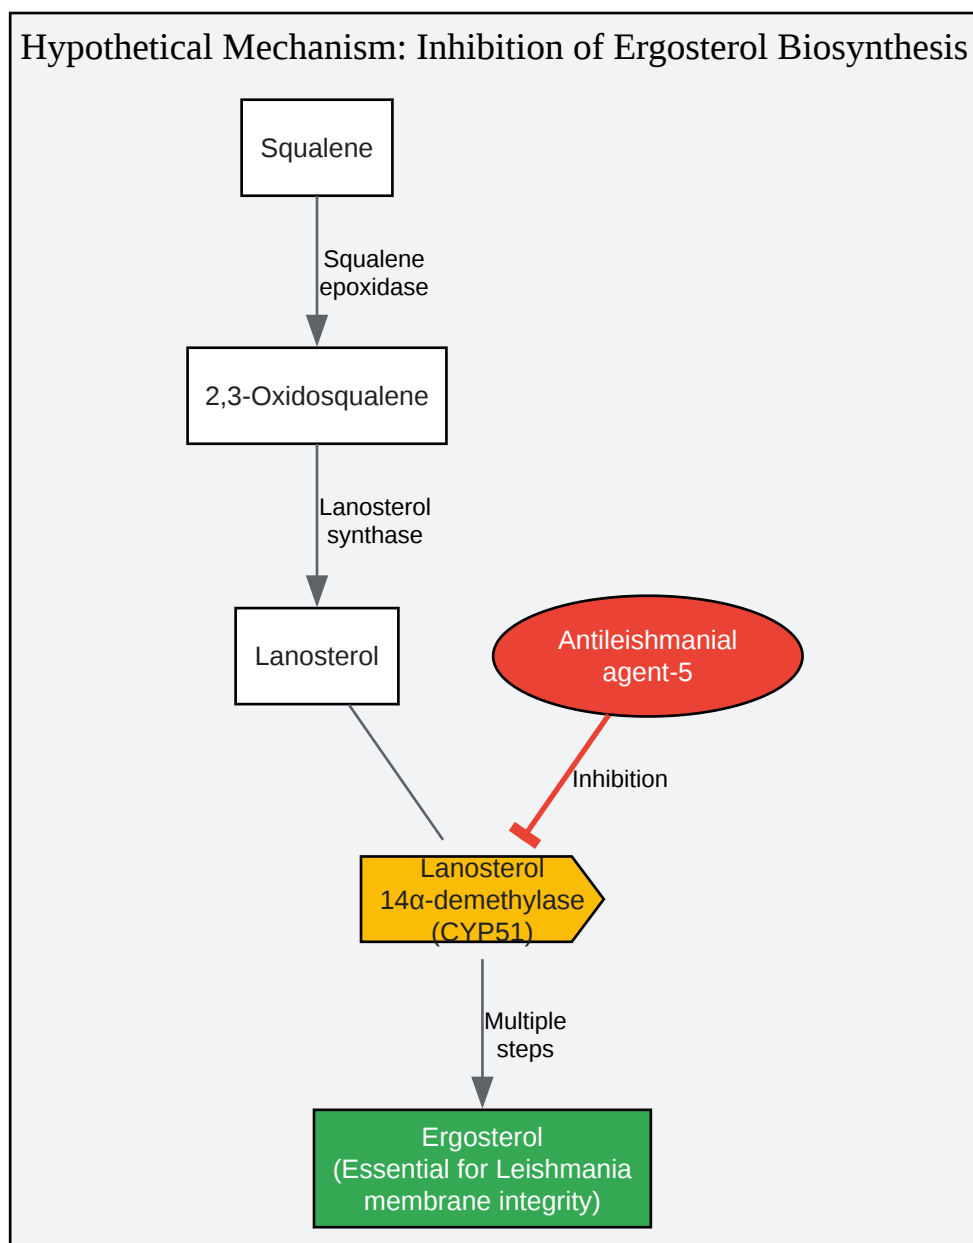 Hypothetical Mechanism: Inhibition of Ergosterol Biosynthesis
Squalene
Squalene
epoxidase
2,3-Oxidosqualene
Lanosterol
synthase
Lanosterol
Antileishmanial
agent-5
Inhibition
Lanosterol
14α-demethylase
(CYP51)
Multiple
steps
Ergosterol
(Essential for Leishmania
membrane integrity)